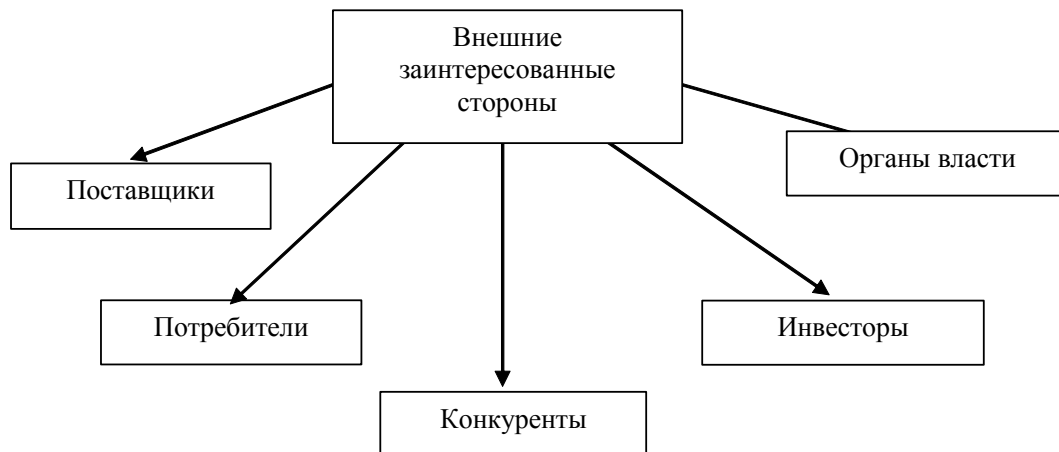 Внешние
заинтересованные
стороны
Органы власти
Поставщики
Потребители
Инвесторы
Конкуренты